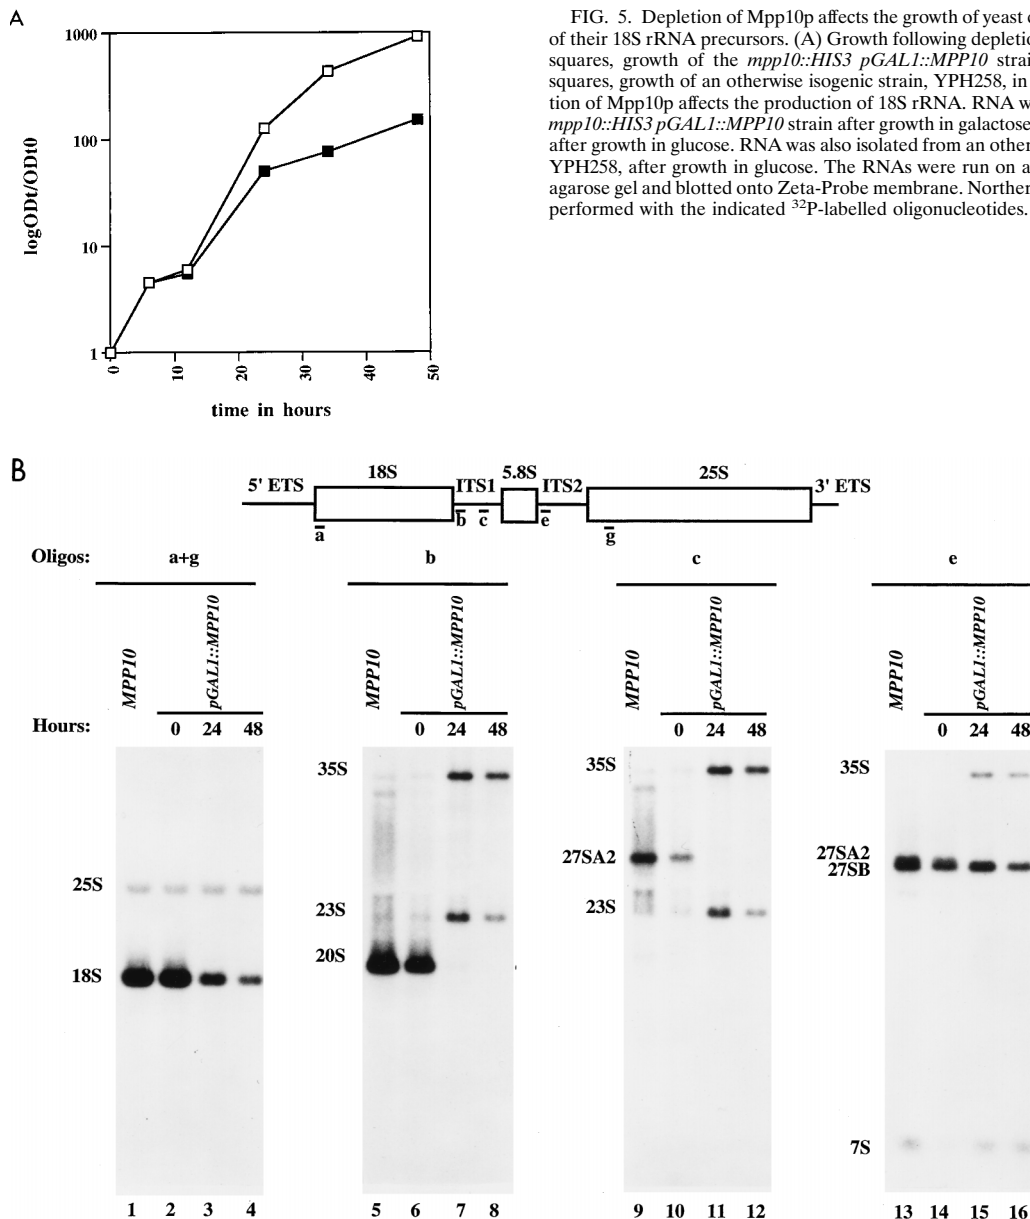 A
1000
100
10
1
logODt/ODt0
0
10
20
30
40
50
time in hours
FIG. 5. Depletion of Mpp10p affects the growth of yeast
of their 18S rRNA precursors. (A) Growth following depletio
squares, growth of the mpp10::HIS3 pGAL1::MPP10 strai
squares, growth of an otherwise isogenic strain, YPH258, in
tion of Mpp10p affects the production of 18S rRNA. RNA w
mpp10::HIS3 pGAL1::MPP10 strain after growth in galactose
after growth in glucose. RNA was also isolated from an other
YPH258, after growth in glucose. The RNAs were run on a
agarose gel and blotted onto Zeta-Probe membrane. Norther
performed with the indicated ³²P-labelled oligonucleotides.
B
5' ETS 18S ITS1 5.8S ITS2 25S 3' ETS
a b c e g
Oligos: a+g b c e
MPP10 pGAL1::MPP10 MPP10 pGAL1::MPP10 MPP10 pGAL1::MPP10 MPP10 pGAL1::MPP10
Hours: 0 24 48 0 24 48 0 24 48 0 24 48
25S
18S
35S
23S
20S
35S
27SA2
23S
35S
27SA2
27SB
7S
1 2 3 4 5 6 7 8 9 10 11 12 13 14 15 16